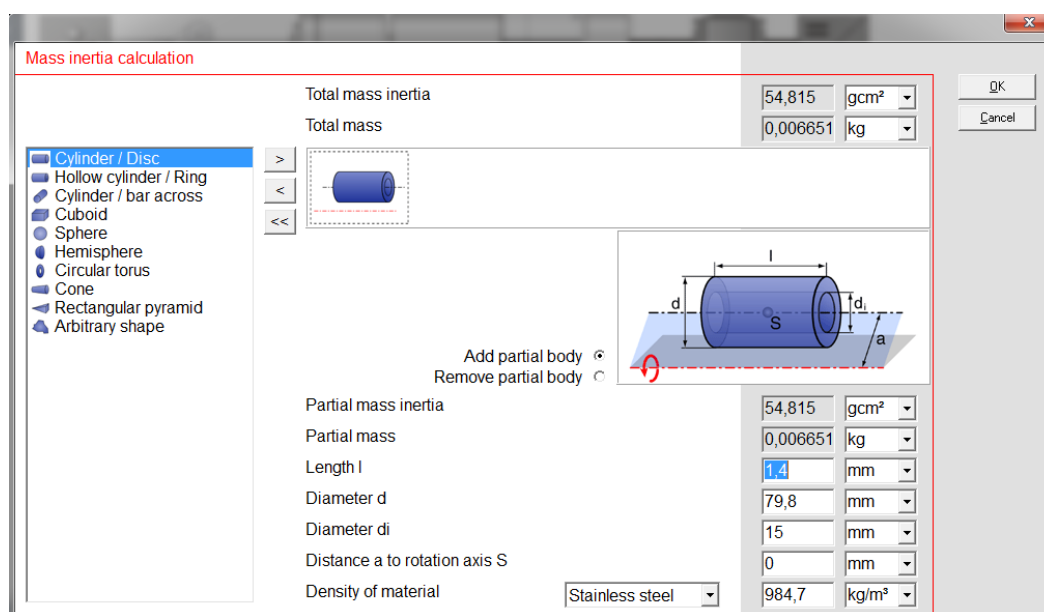 x
Mass inertia calculation
OK
Cancel
Total mass inertia 54,815 gcm²
Total mass 0,006651 kg
Cylinder / Disc
Hollow cylinder / Ring
Cylinder / bar across
Cuboid
Sphere
Hemisphere
Circular torus
Cone
Rectangular pyramid
Arbitrary shape
>
<
<<
l
d
di
S
a
Add partial body
Remove partial body
Partial mass inertia 54,815 gcm²
Partial mass 0,006651 kg
Length l 1,4 mm
Diameter d 79,8 mm
Diameter di 15 mm
Distance a to rotation axis S 0 mm
Density of material Stainless steel 984,7 kg/m³